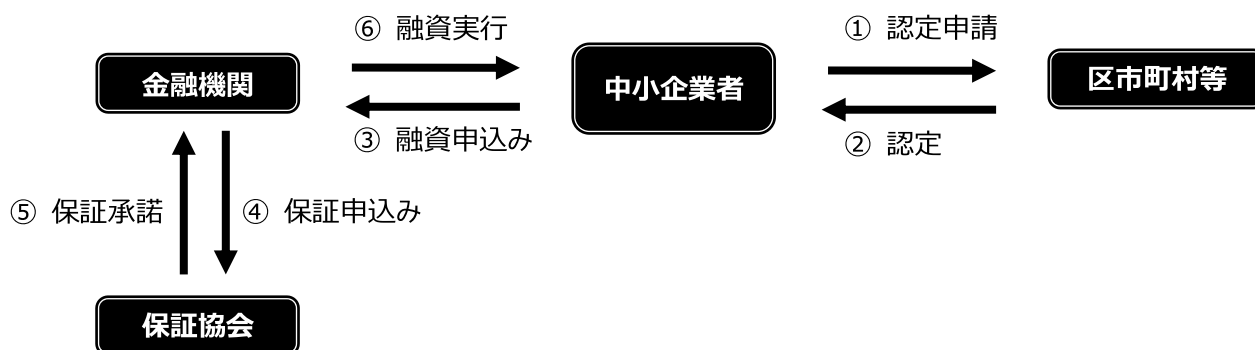 ⑥ 融資実行
① 認定申請
金融機関
中小企業者
区市町村等
③ 融資申込み
② 認定
⑤ 保証承諾
④ 保証申込み
保証協会